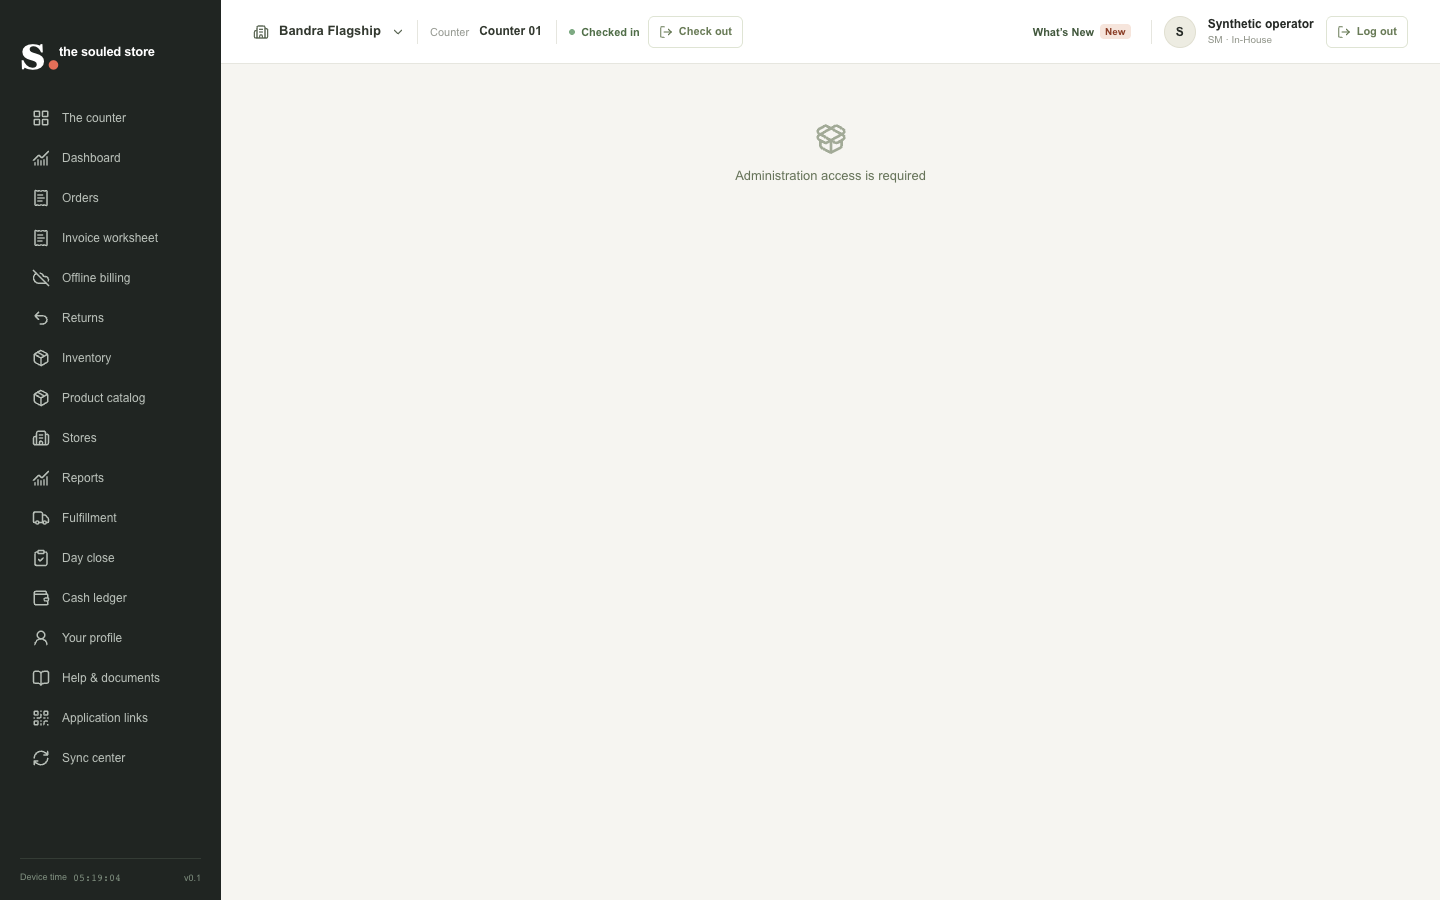 S.
the souled store
The counter
Dashboard
Orders
Invoice worksheet
Offline billing
Returns
Inventory
Product catalog
Stores
Reports
Fulfillment
Day close
Cash ledger
Your profile
Help & documents
Application links
Sync center
Device time 05:19:04 v0.1
Bandra Flagship Counter Counter 01 Checked in Check out What's New New S Synthetic operator Log out
SM · In-House
Administration access is required